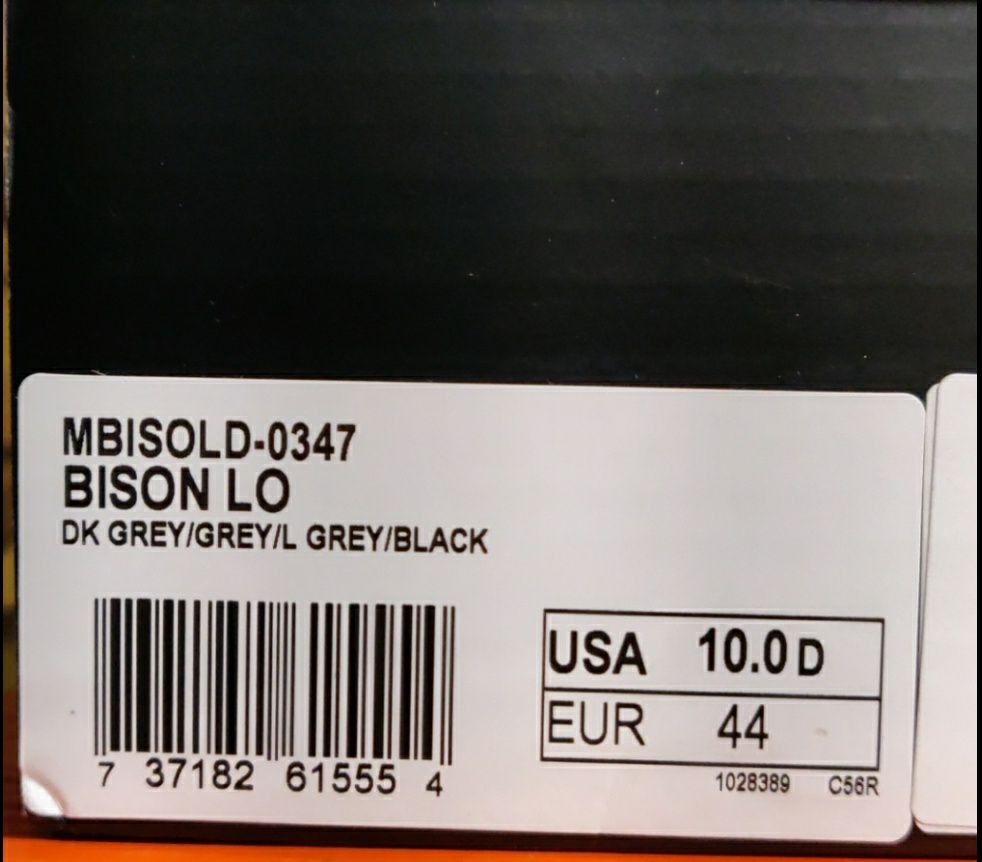 MBISOLD-0347
BISON LO
DK GREY/GREY/L GREY/BLACK
7 37182 61555 4
USA 10.0 D
EUR 44
1028389 C56R